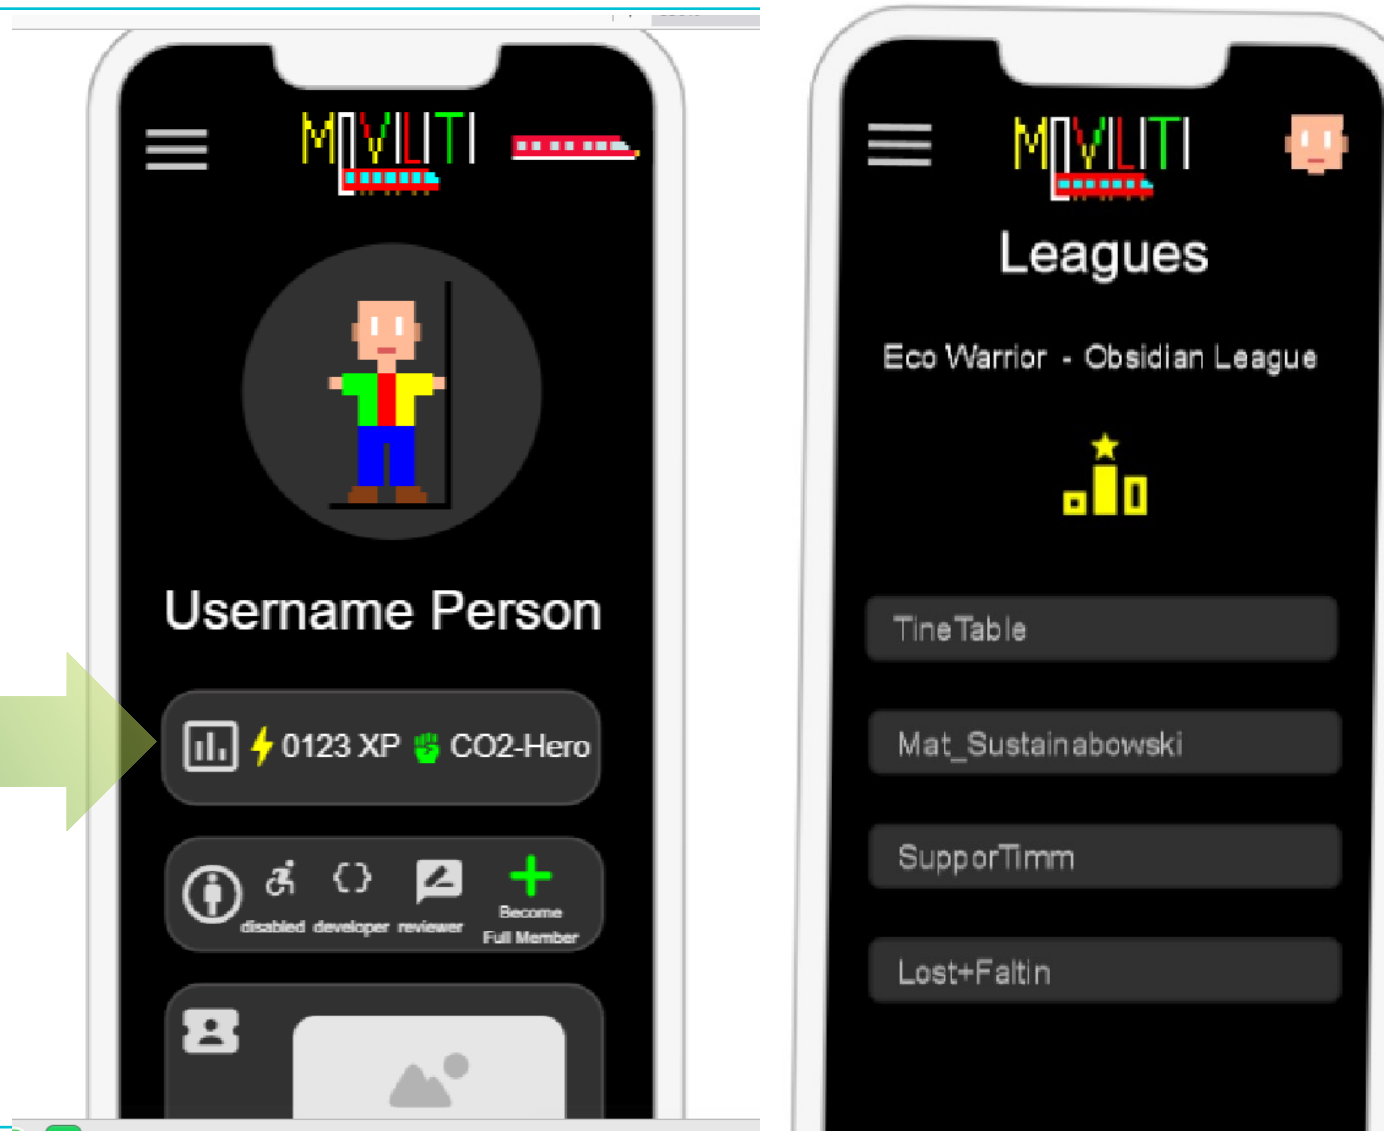 MOVILITI
Username Person
0123 XP CO2-Hero
disabled developer reviewer Become
Full Member
MOVILITI
Leagues
Eco Warrior - Obsidian League
TineTable
Mat_Sustainabowski
SupporTimm
Lost+Faltin